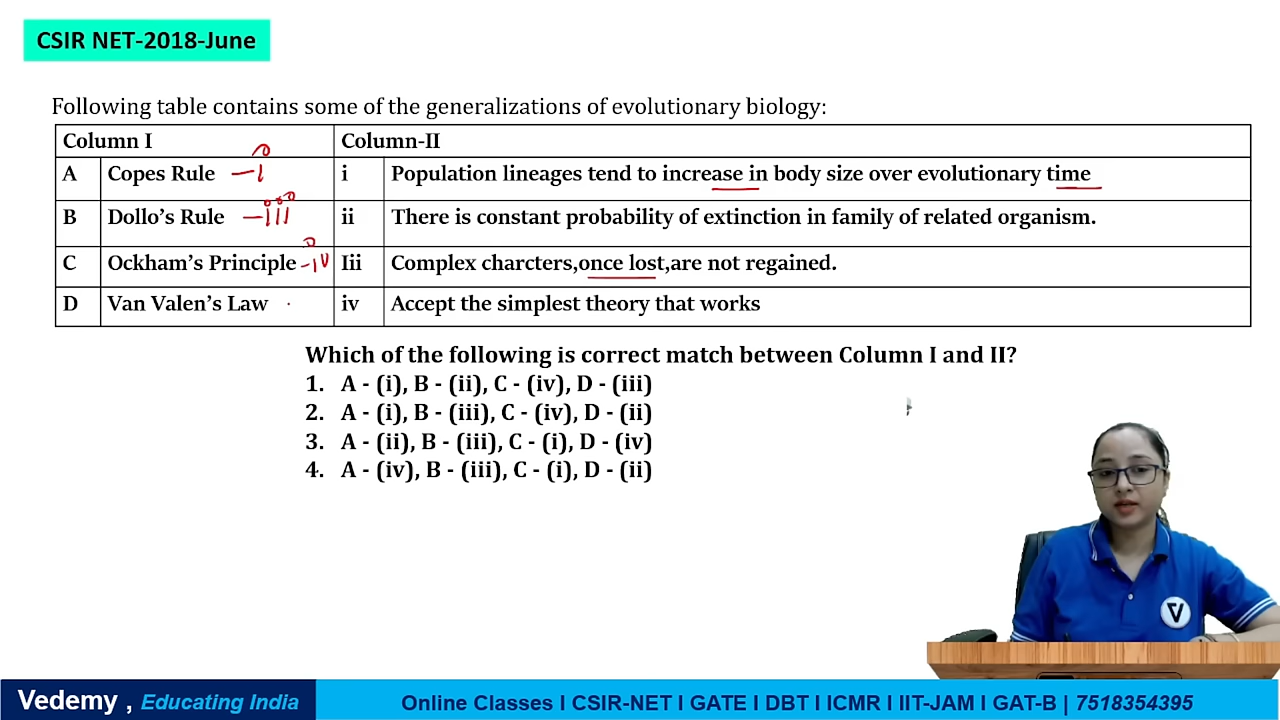 CSIR NET-2018-June
Following table contains some of the generalizations of evolutionary biology:
Column I Column-II
A Copes Rule – i i Population lineages tend to increase in body size over evolutionary time
B Dollo's Rule – iii ii There is constant probability of extinction in family of related organism.
C Ockham's Principle - iv Iii Complex charcters,once lost,are not regained.
D Van Valen's Law iv Accept the simplest theory that works
Which of the following is correct match between Column I and II?
1. A - (i), B - (ii), C - (iv), D - (iii)
2. A - (i), B - (iii), C - (iv), D - (ii)
3. A - (ii), B - (iii), C - (i), D - (iv)
4. A - (iv), B - (iii), C - (i), D - (ii)
Vedemy , Educating India Online Classes I CSIR-NET I GATE I DBT I ICMR I IIT-JAM I GAT-B | 7518354395